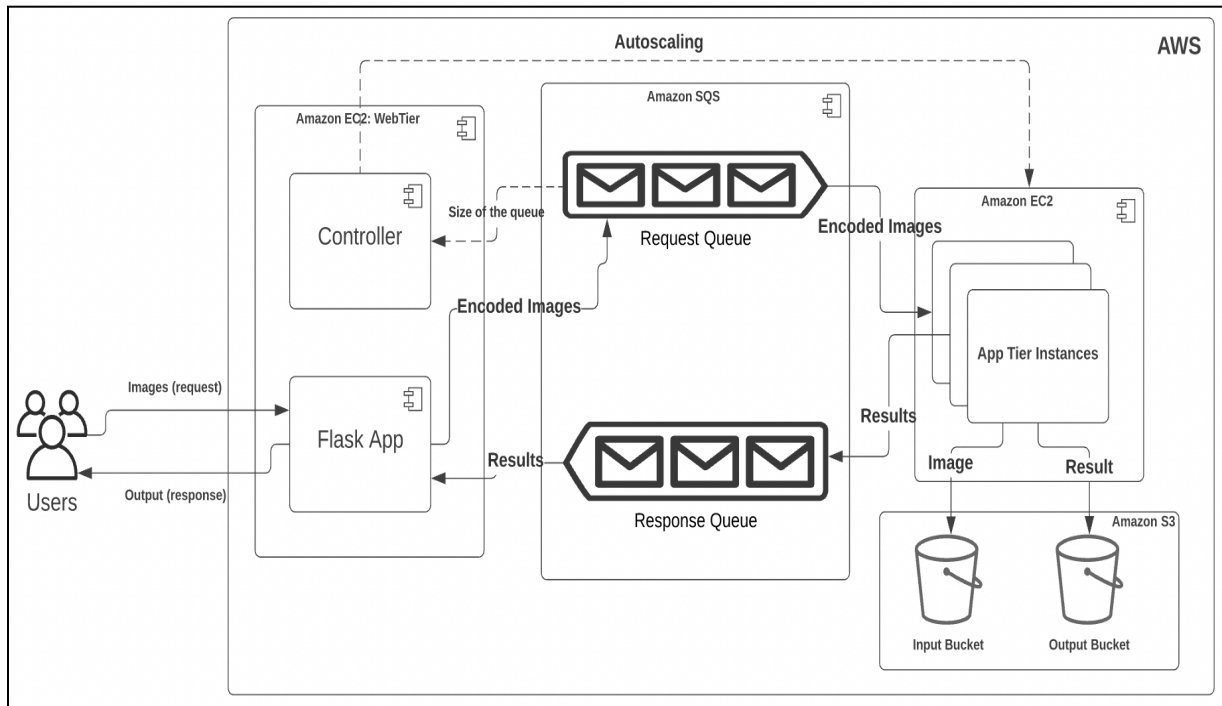 Autoscaling
AWS
Amazon EC2: WebTier
Amazon SQS
Controller
Size of the queue
Request Queue
Encoded Images
Amazon EC2
Encoded Images
App Tier Instances
Images (request)
Flask App
Users
Output (response)
Results
Results
Response Queue
Image
Result
Amazon S3
Input Bucket
Output Bucket